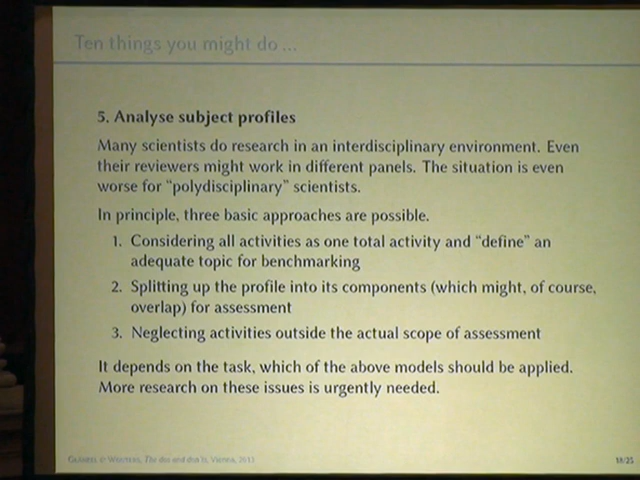 Ten things you might do ...
5. Analyse subject profiles
Many scientists do research in an interdisciplinary environment. Even
their reviewers might work in different panels. The situation is even
worse for “polydisciplinary” scientists.
In principle, three basic approaches are possible.
1. Considering all activities as one total activity and “define” an
adequate topic for benchmarking
2. Splitting up the profile into its components (which might, of course,
overlap) for assessment
3. Neglecting activities outside the actual scope of assessment
It depends on the task, which of the above models should be applied.
More research on these issues is urgently needed.
The dos and don'ts, Vienna, 2013
18/25